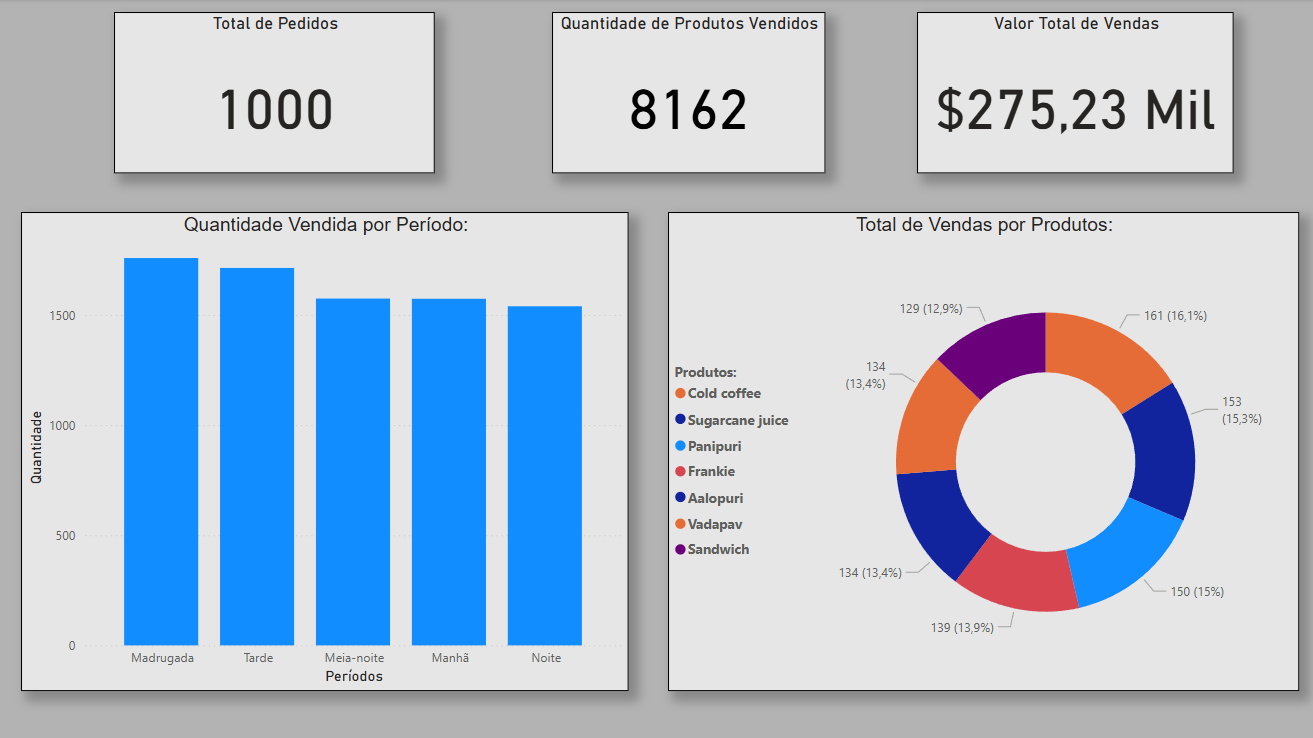 Total de Pedidos
1000
Quantidade de Produtos Vendidos
8162
Valor Total de Vendas
$275,23 Mil
Quantidade Vendida por Período:
Quantidade
1500
1000
500
0
Madrugada
Tarde
Meia-noite
Manhã
Noite
Períodos
Total de Vendas por Produtos:
Produtos:
Cold coffee
Sugarcane juice
Panipuri
Frankie
Aalopuri
Vadapav
Sandwich
161 (16,1%)
153
(15,3%)
150 (15%)
139 (13,9%)
134 (13,4%)
134
(13,4%)
129 (12,9%)